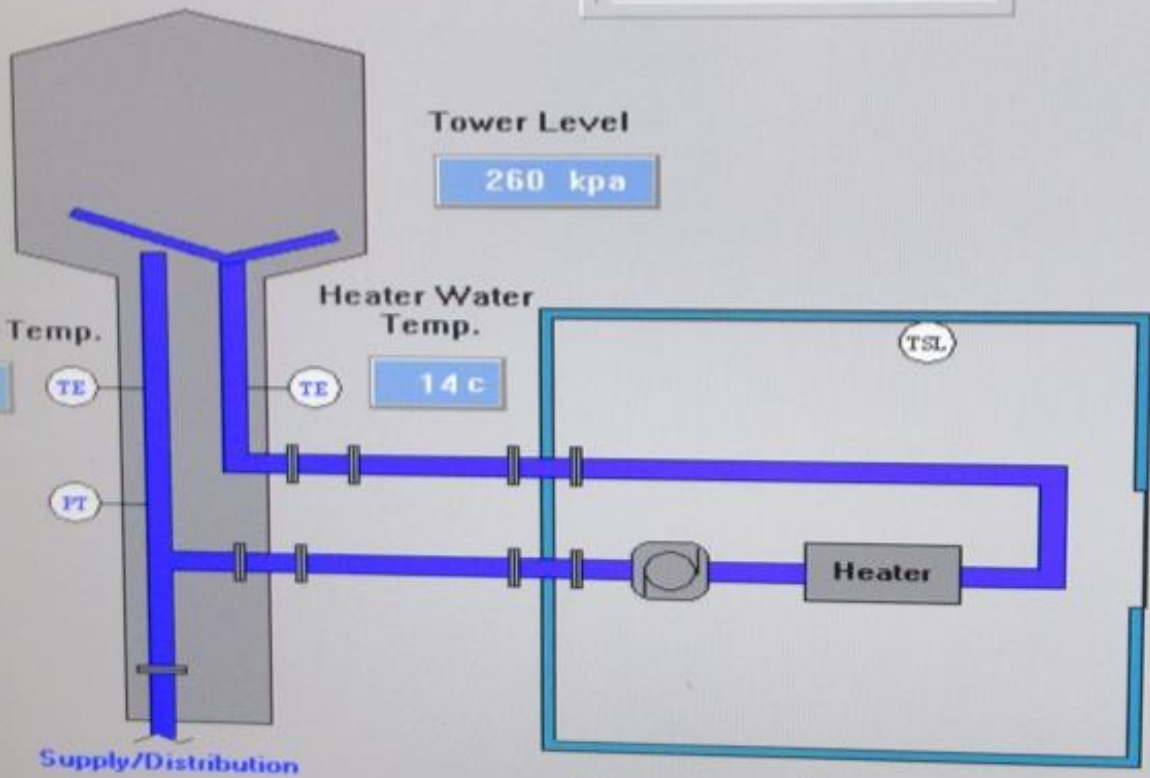 Tower Level
260 kpa
Heater Water
Temp.
14 c
Temp.
TE
TE
TSL
PT
Heater
Supply/Distribution